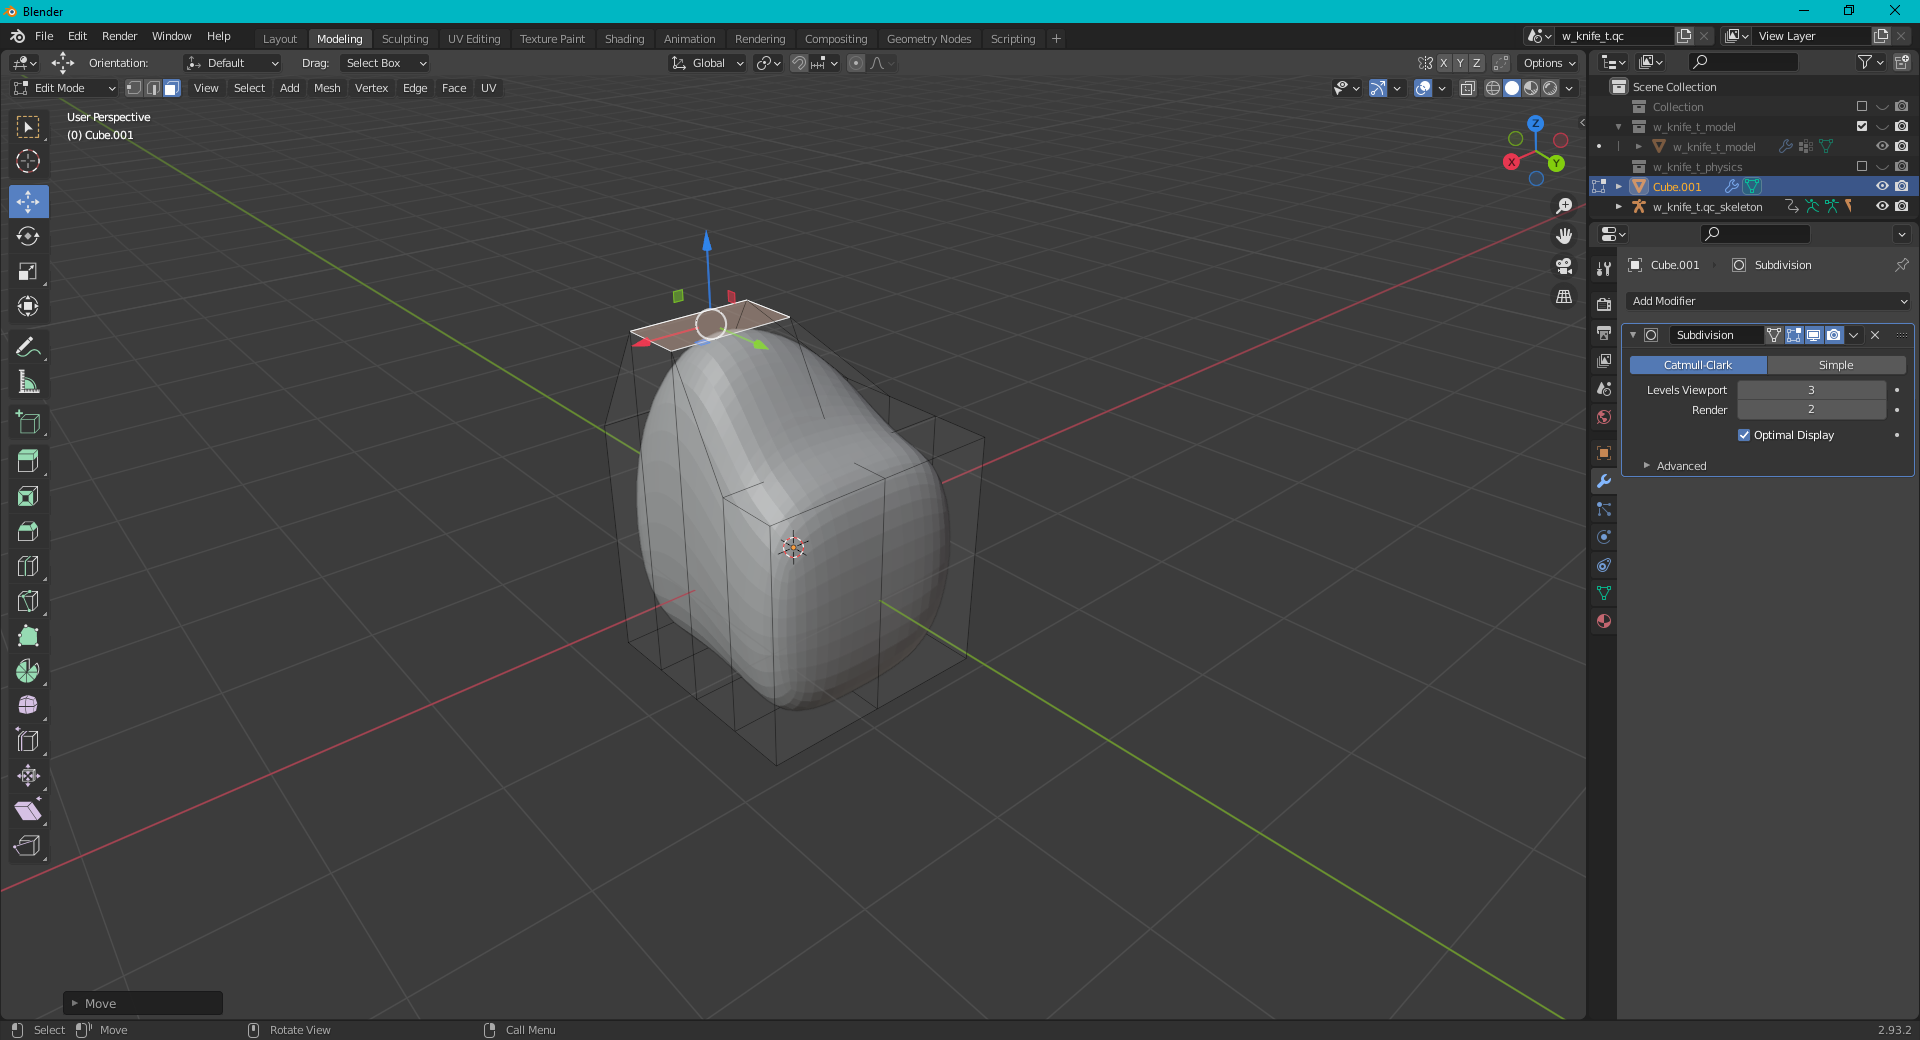 Blender
File Edit Render Window Help
Layout Modeling Sculpting UV Editing Texture Paint Shading Animation Rendering Compositing Geometry Nodes Scripting +
w_knife_t.qc
View Layer
Orientation: Default Drag: Select Box
Global
X Y Z Options
Edit Mode View Select Add Mesh Vertex Edge Face UV
User Perspective
(0) Cube.001
Z
X
Y
Scene Collection
Collection
w_knife_t_model
w_knife_t_model
w_knife_t_physics
Cube.001
w_knife_t.qc_skeleton
Cube.001 Subdivision
Add Modifier
Subdivision
Catmull-Clark Simple
Levels Viewport 3
Render 2
Optimal Display
Advanced
Move
Select Move Rotate View Call Menu
2.93.2